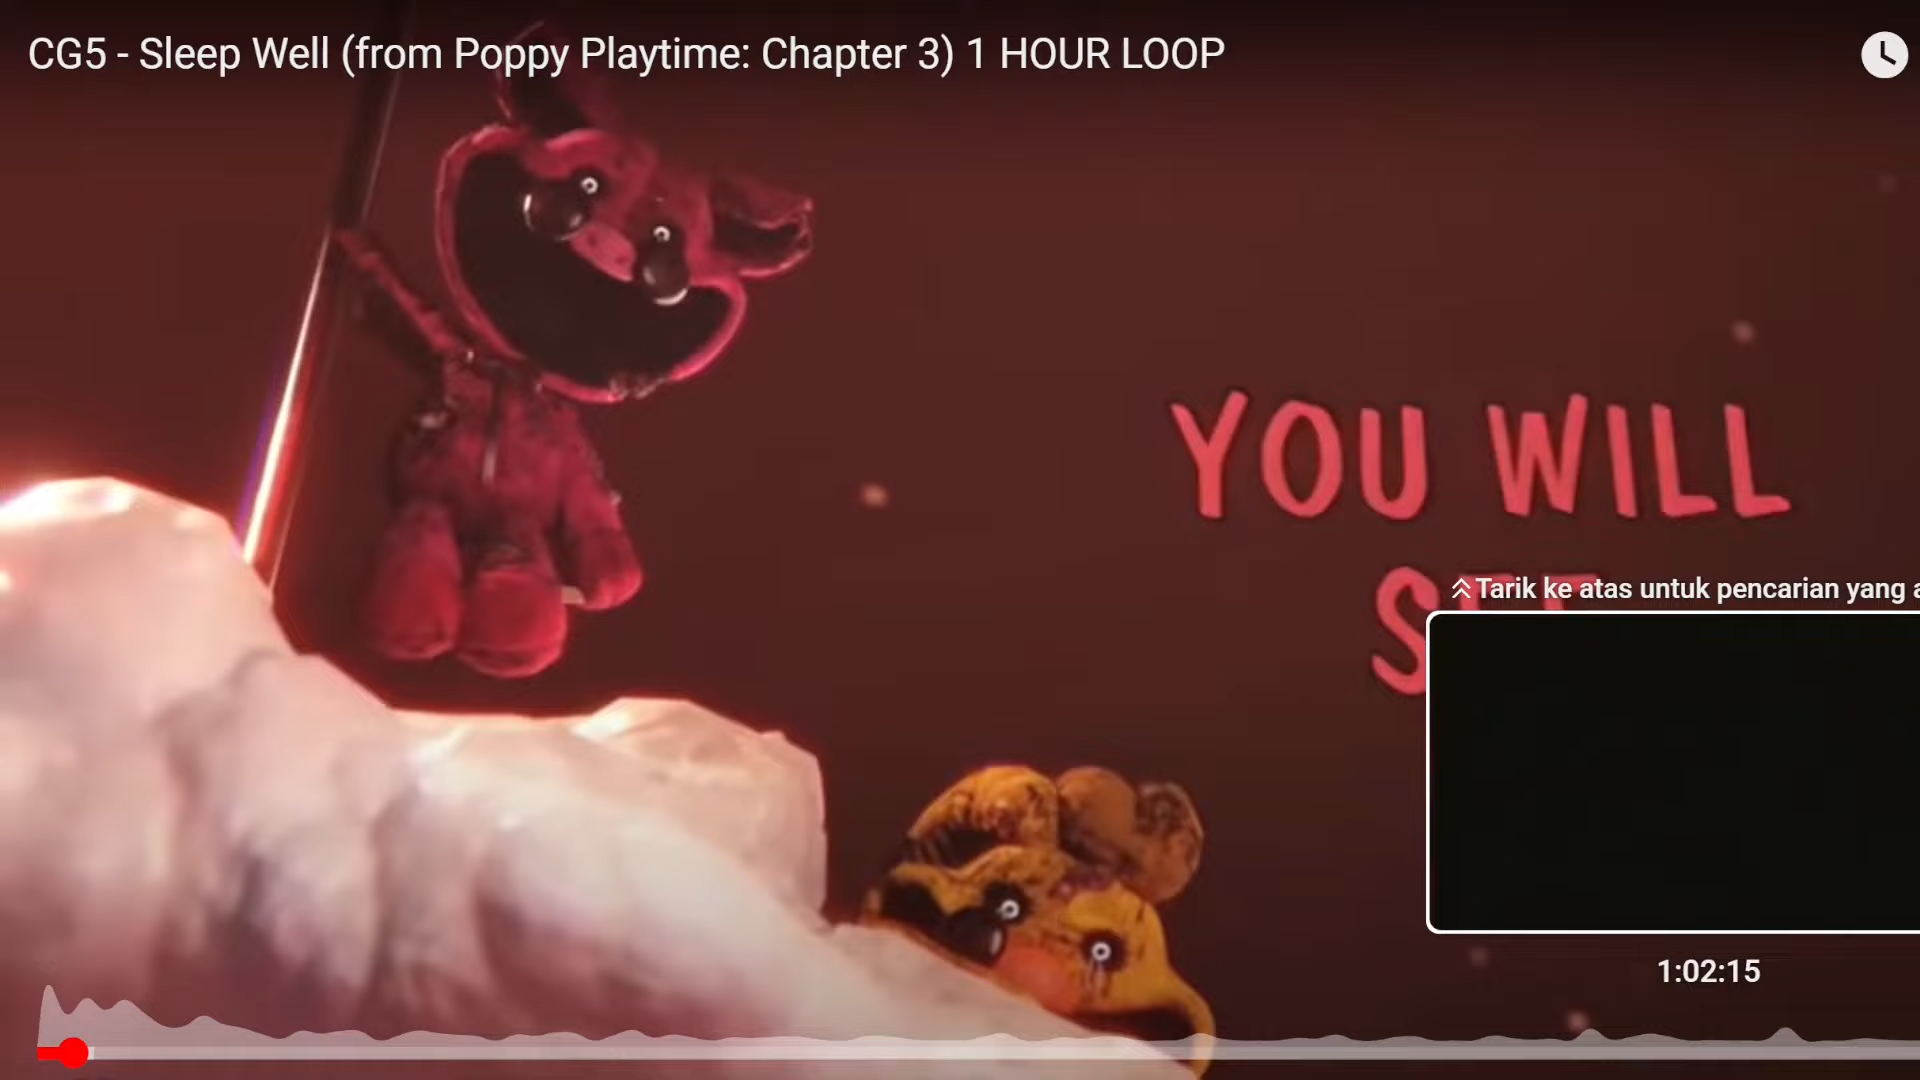 CG5 - Sleep Well (from Poppy Playtime: Chapter 3) 1 HOUR LOOP
YOU WILL
Tarik ke atas untuk pencarian yang
1:02:15